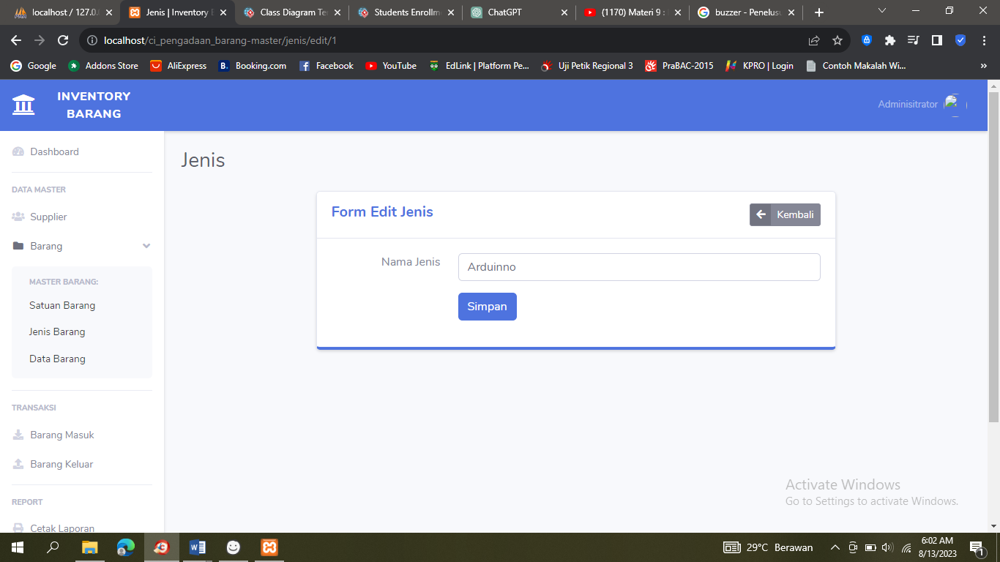 localhost / 127.0.
Jenis | Inventory B
Class Diagram Te
Students Enrollm
ChatGPT
(1170) Materi 9 :
buzzer - Penelusu
localhost/ci_pengadaan_barang-master/jenis/edit/1
Google
Addons Store
AliExpress
B.
Booking.com
Facebook
YouTube
EdLink | Platform Pe...
Uji Petik Regional 3
PraBAC-2015
KPRO | Login
Contoh Makalah Wi...
»
INVENTORY
BARANG
Adminisitrator
Dashboard
DATA MASTER
Supplier
Barang
MASTER BARANG:
Satuan Barang
Jenis Barang
Data Barang
TRANSAKSI
Barang Masuk
Barang Keluar
REPORT
Cetak Laporan
Jenis
Form Edit Jenis
Kembali
Nama Jenis
Arduinno
Simpan
Activate Windows
Go to Settings to activate Windows.
29°C Berawan
6:02 AM
8/13/2023
1